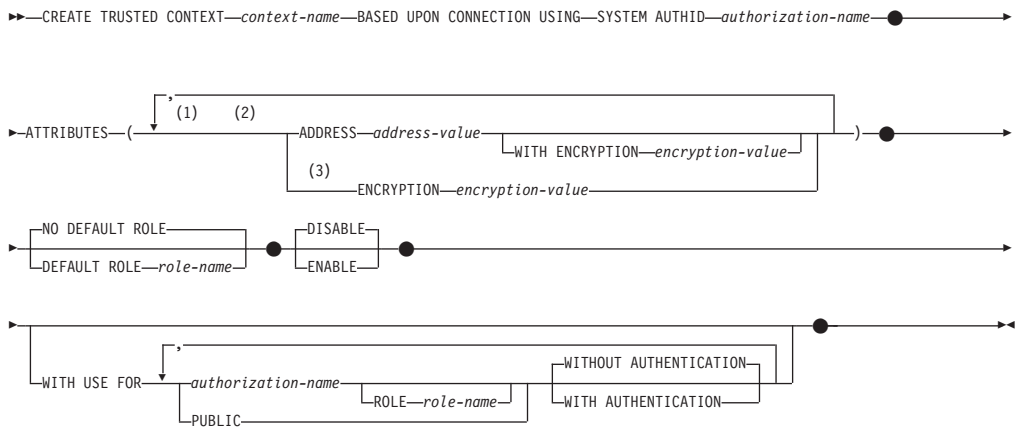 CREATE TRUSTED CONTEXT context-name BASED UPON CONNECTION USING SYSTEM AUTHID authorization-name
,
(1) (2)
ATTRIBUTES ( ADDRESS address-value )
WITH ENCRYPTION encryption-value
(3)
ENCRYPTION encryption-value
NO DEFAULT ROLE DISABLE
DEFAULT ROLE role-name ENABLE
,
WITHOUT AUTHENTICATION
WITH USE FOR authorization-name
ROLE role-name WITH AUTHENTICATION
PUBLIC